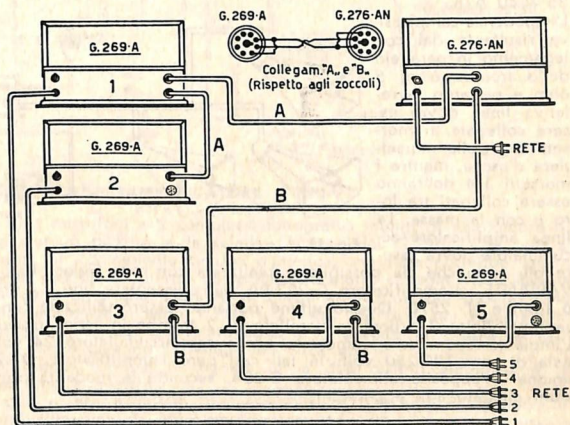 G.269-A
G.276-AN
Collegam. "A„ e "B„
(Rispetto agli zoccoli)
G.269-A
1
G.276-AN
A
A
RETE
G.269-A
2
B
G.269-A
3
G.269-A
4
G.269-A
5
B
B
5
4
3 RETE
2
1